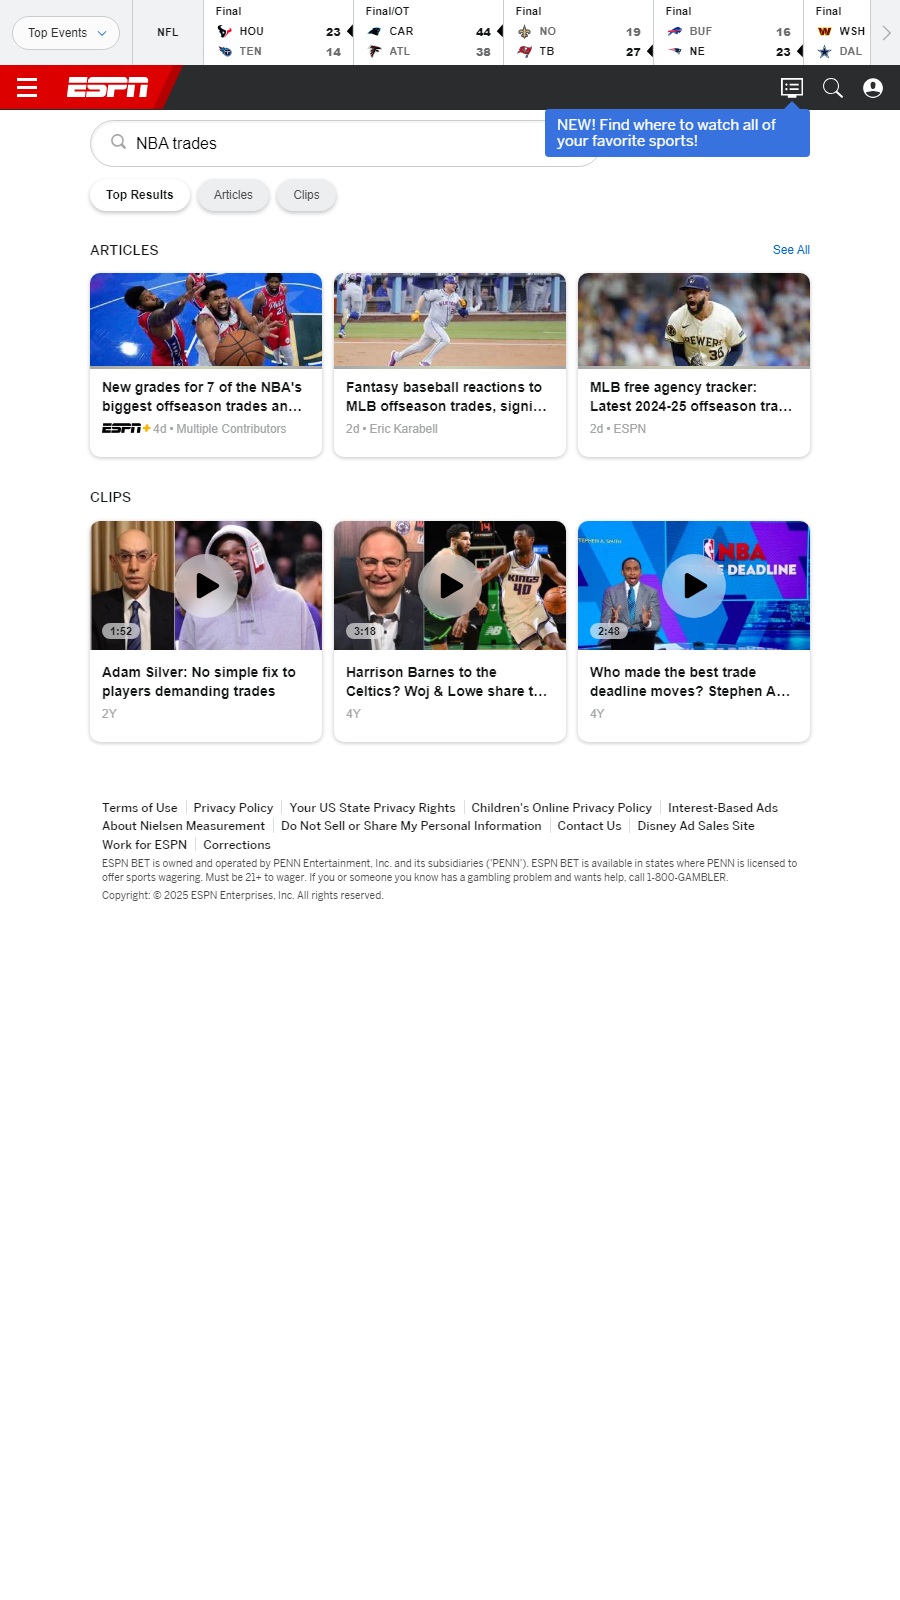 Top Events
NFL
Final
HOU 23
TEN 14
Final/OT
CAR 44
ATL 38
Final
NO 19
TB 27
Final
BUF 16
NE 23
Final
WSH
DAL
ESPN
NEW! Find where to watch all of
your favorite sports!
NBA trades
Top Results
Articles
Clips
ARTICLES
See All
New grades for 7 of the NBA's
biggest offseason trades an...
ESPN+ 4d • Multiple Contributors
Fantasy baseball reactions to
MLB offseason trades, signi...
2d • Eric Karabell
BREWERS
36
MLB free agency tracker:
Latest 2024-25 offseason tra...
2d • ESPN
CLIPS
1:52
Adam Silver: No simple fix to
players demanding trades
2Y
14
KINGS
40
3:18
Harrison Barnes to the
Celtics? Woj & Lowe share t...
4Y
STEPHEN A. SMITH
NBA
DEADLINE
2:48
Who made the best trade
deadline moves? Stephen A...
4Y
Terms of Use
Privacy Policy
Your US State Privacy Rights
Children's Online Privacy Policy
Interest-Based Ads
About Nielsen Measurement
Do Not Sell or Share My Personal Information
Contact Us
Disney Ad Sales Site
Work for ESPN
Corrections
ESPN BET is owned and operated by PENN Entertainment, Inc. and its subsidiaries ('PENN'). ESPN BET is available in states where PENN is licensed to
offer sports wagering. Must be 21+ to wager. If you or someone you know has a gambling problem and wants help, call 1-800-GAMBLER.
Copyright: © 2025 ESPN Enterprises, Inc. All rights reserved.